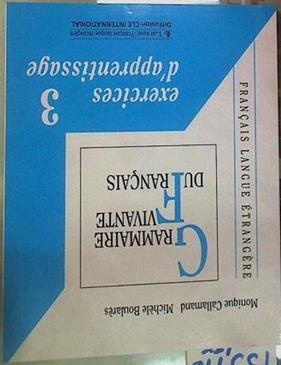 Monique Callamand Michèle Boularès
GRAMMAIRE
VIVANTE
DU FRANÇAIS
FRANÇAIS LANGUE ÉTRANGÈRE
exercices
d'apprentissage
3
Larousse. Français langue étrangère
Diffusion CLE INTERNATIONAL